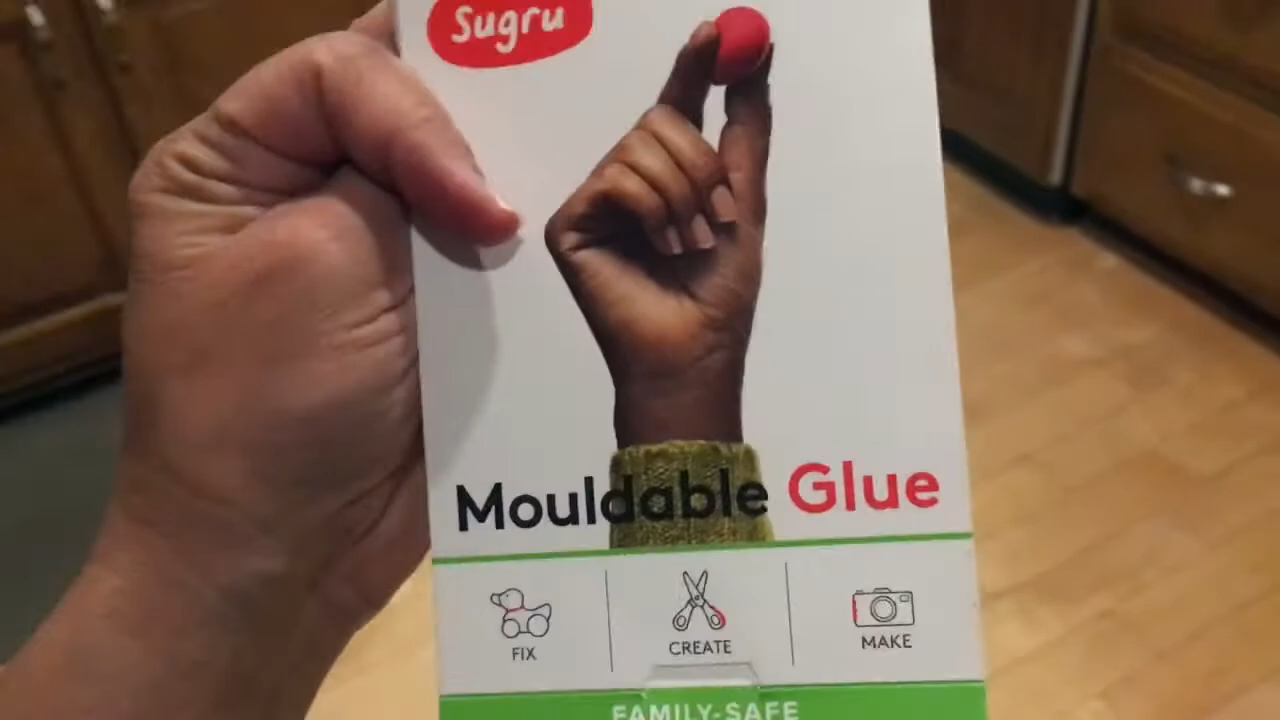 Sugru
Mouldable Glue
FIX
CREATE
MAKE
FAMILY-SAFE